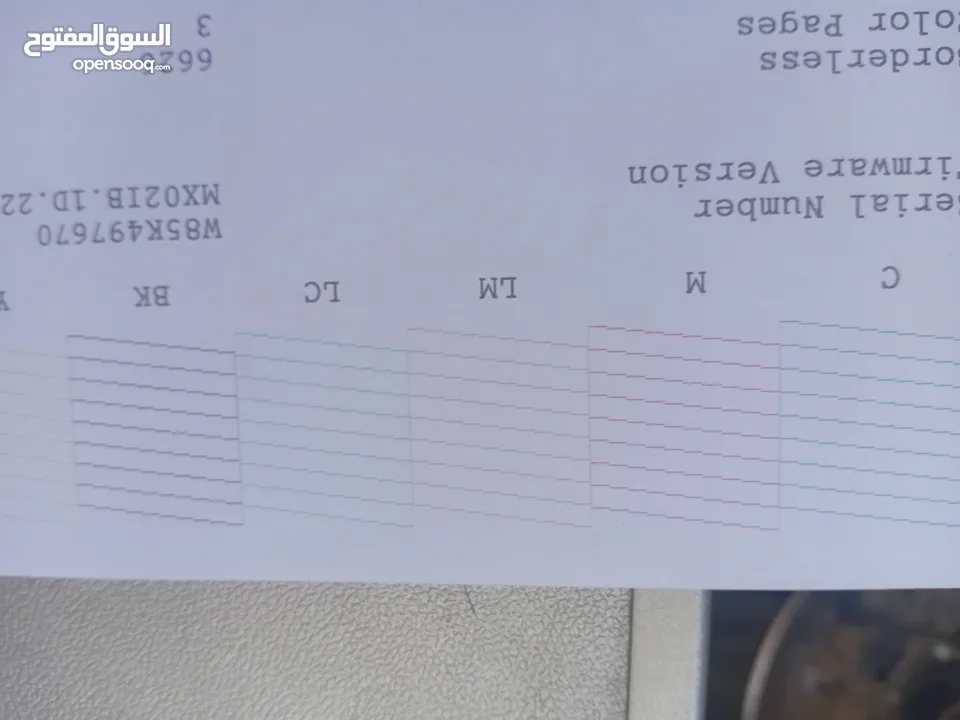 السوق المفتوح
opensooq.com
C M LM LC BK Y
Serial Number W85K497670
Firmware Version MX02IB.1D.22
Borderless
Color Pages 3